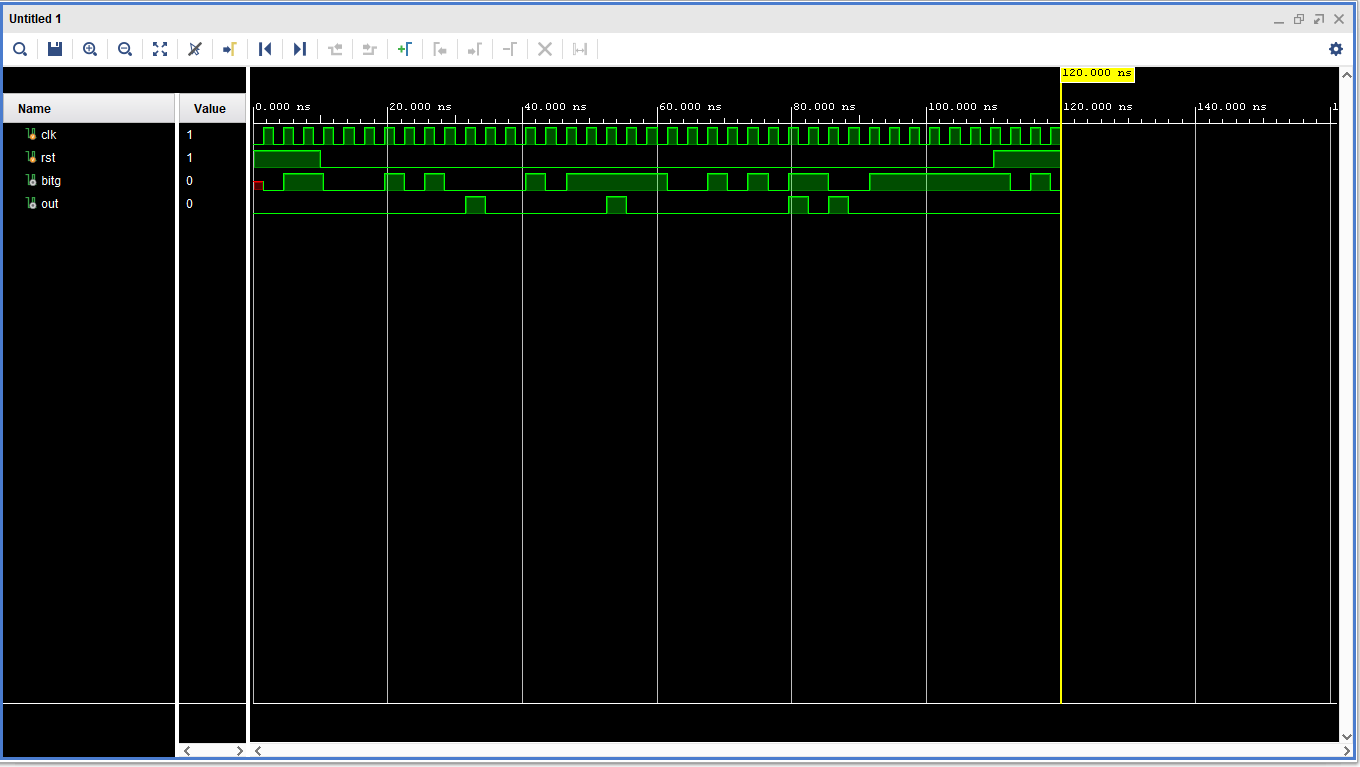 Untitled 1
120.000 ns
Name Value 0.000 ns 20.000 ns 40.000 ns 60.000 ns 80.000 ns 100.000 ns 120.000 ns 140.000 ns
clk 1
rst 1
bitg 0
out 0